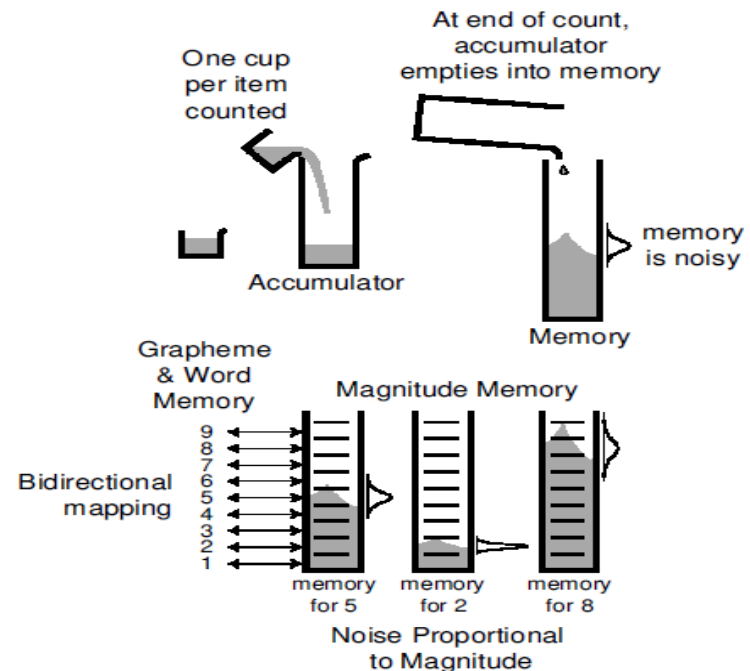 One cup
per item
counted
At end of count,
accumulator
empties into memory
Accumulator
memory
is noisy
Memory
Grapheme
& Word
Memory
Magnitude Memory
Bidirectional
mapping
9
8
7
6
5
4
3
2
1
memory
for 5
memory
for 2
memory
for 8
Noise Proportional
to Magnitude